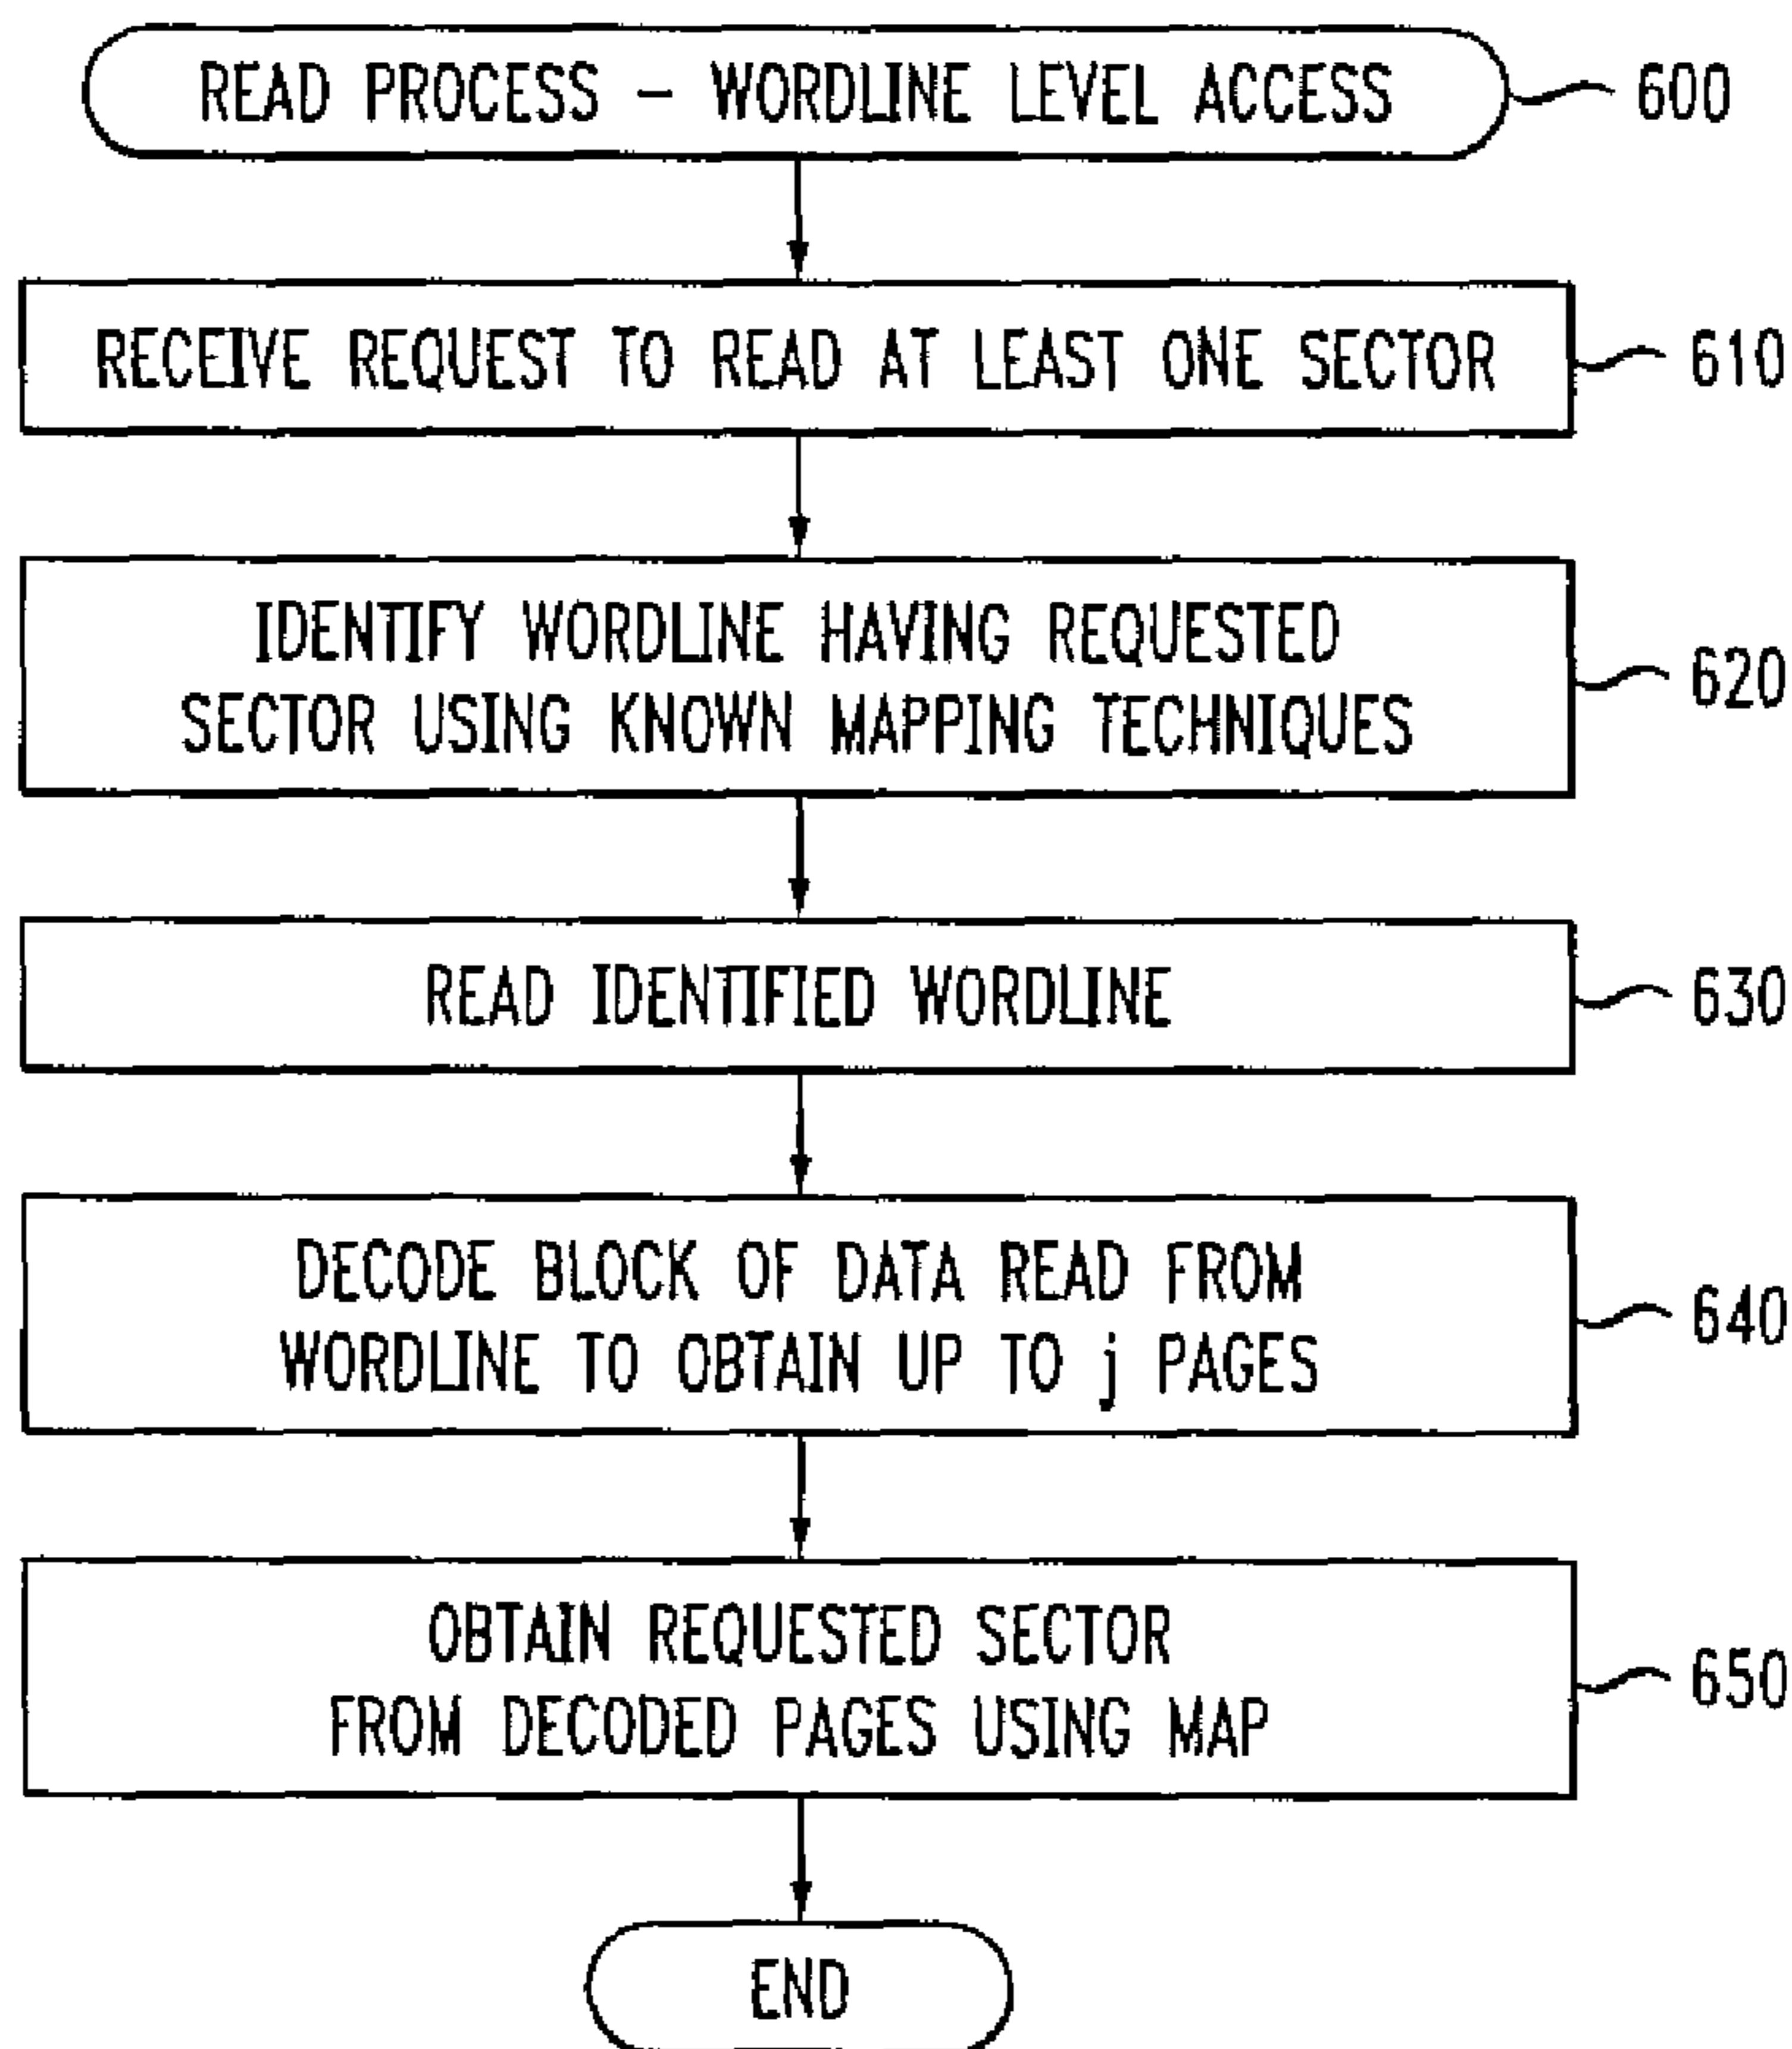 READ PROCESS - WORDLINE LEVEL ACCESS
600
RECEIVE REQUEST TO READ AT LEAST ONE SECTOR
610
IDENTIFY WORDLINE HAVING REQUESTED
SECTOR USING KNOWN MAPPING TECHNIQUES
620
READ IDENTIFIED WORDLINE
630
DECODE BLOCK OF DATA READ FROM
WORDLINE TO OBTAIN UP TO j PAGES
640
OBTAIN REQUESTED SECTOR
FROM DECODED PAGES USING MAP
650
END